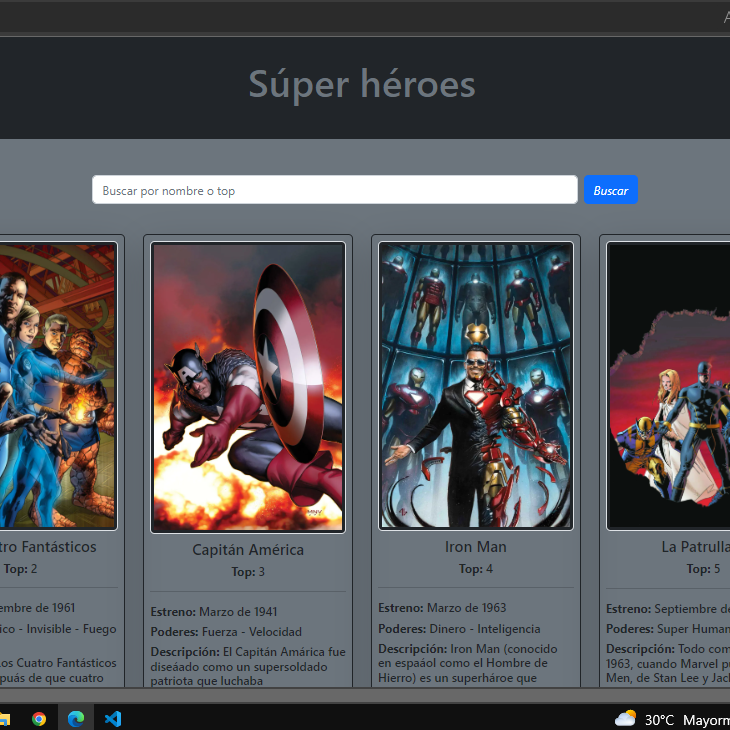 Súper héroes
Buscar por nombre o top
Buscar
tro Fantásticos
Top: 2
embre de 1961
ico - Invisible - Fuego
Los Cuatro Fantásticos
puás de que cuatro
Capitán América
Top: 3
Estreno: Marzo de 1941
Poderes: Fuerza - Velocidad
Descripción: El Capitán Amárica fue
diseáado como un supersoldado
patriota que luchaba
Iron Man
Top: 4
Estreno: Marzo de 1963
Poderes: Dinero - Inteligencia
Descripción: Iron Man (conocido
en espaáol como el Hombre de
Hierro) es un superhároe que
La Patrulla
Top: 5
Estreno: Septiembre de
Poderes: Super Human
Descripción: Todo com
1963, cuando Marvel pu
Men, de Stan Lee y Jack
30°C Mayorm